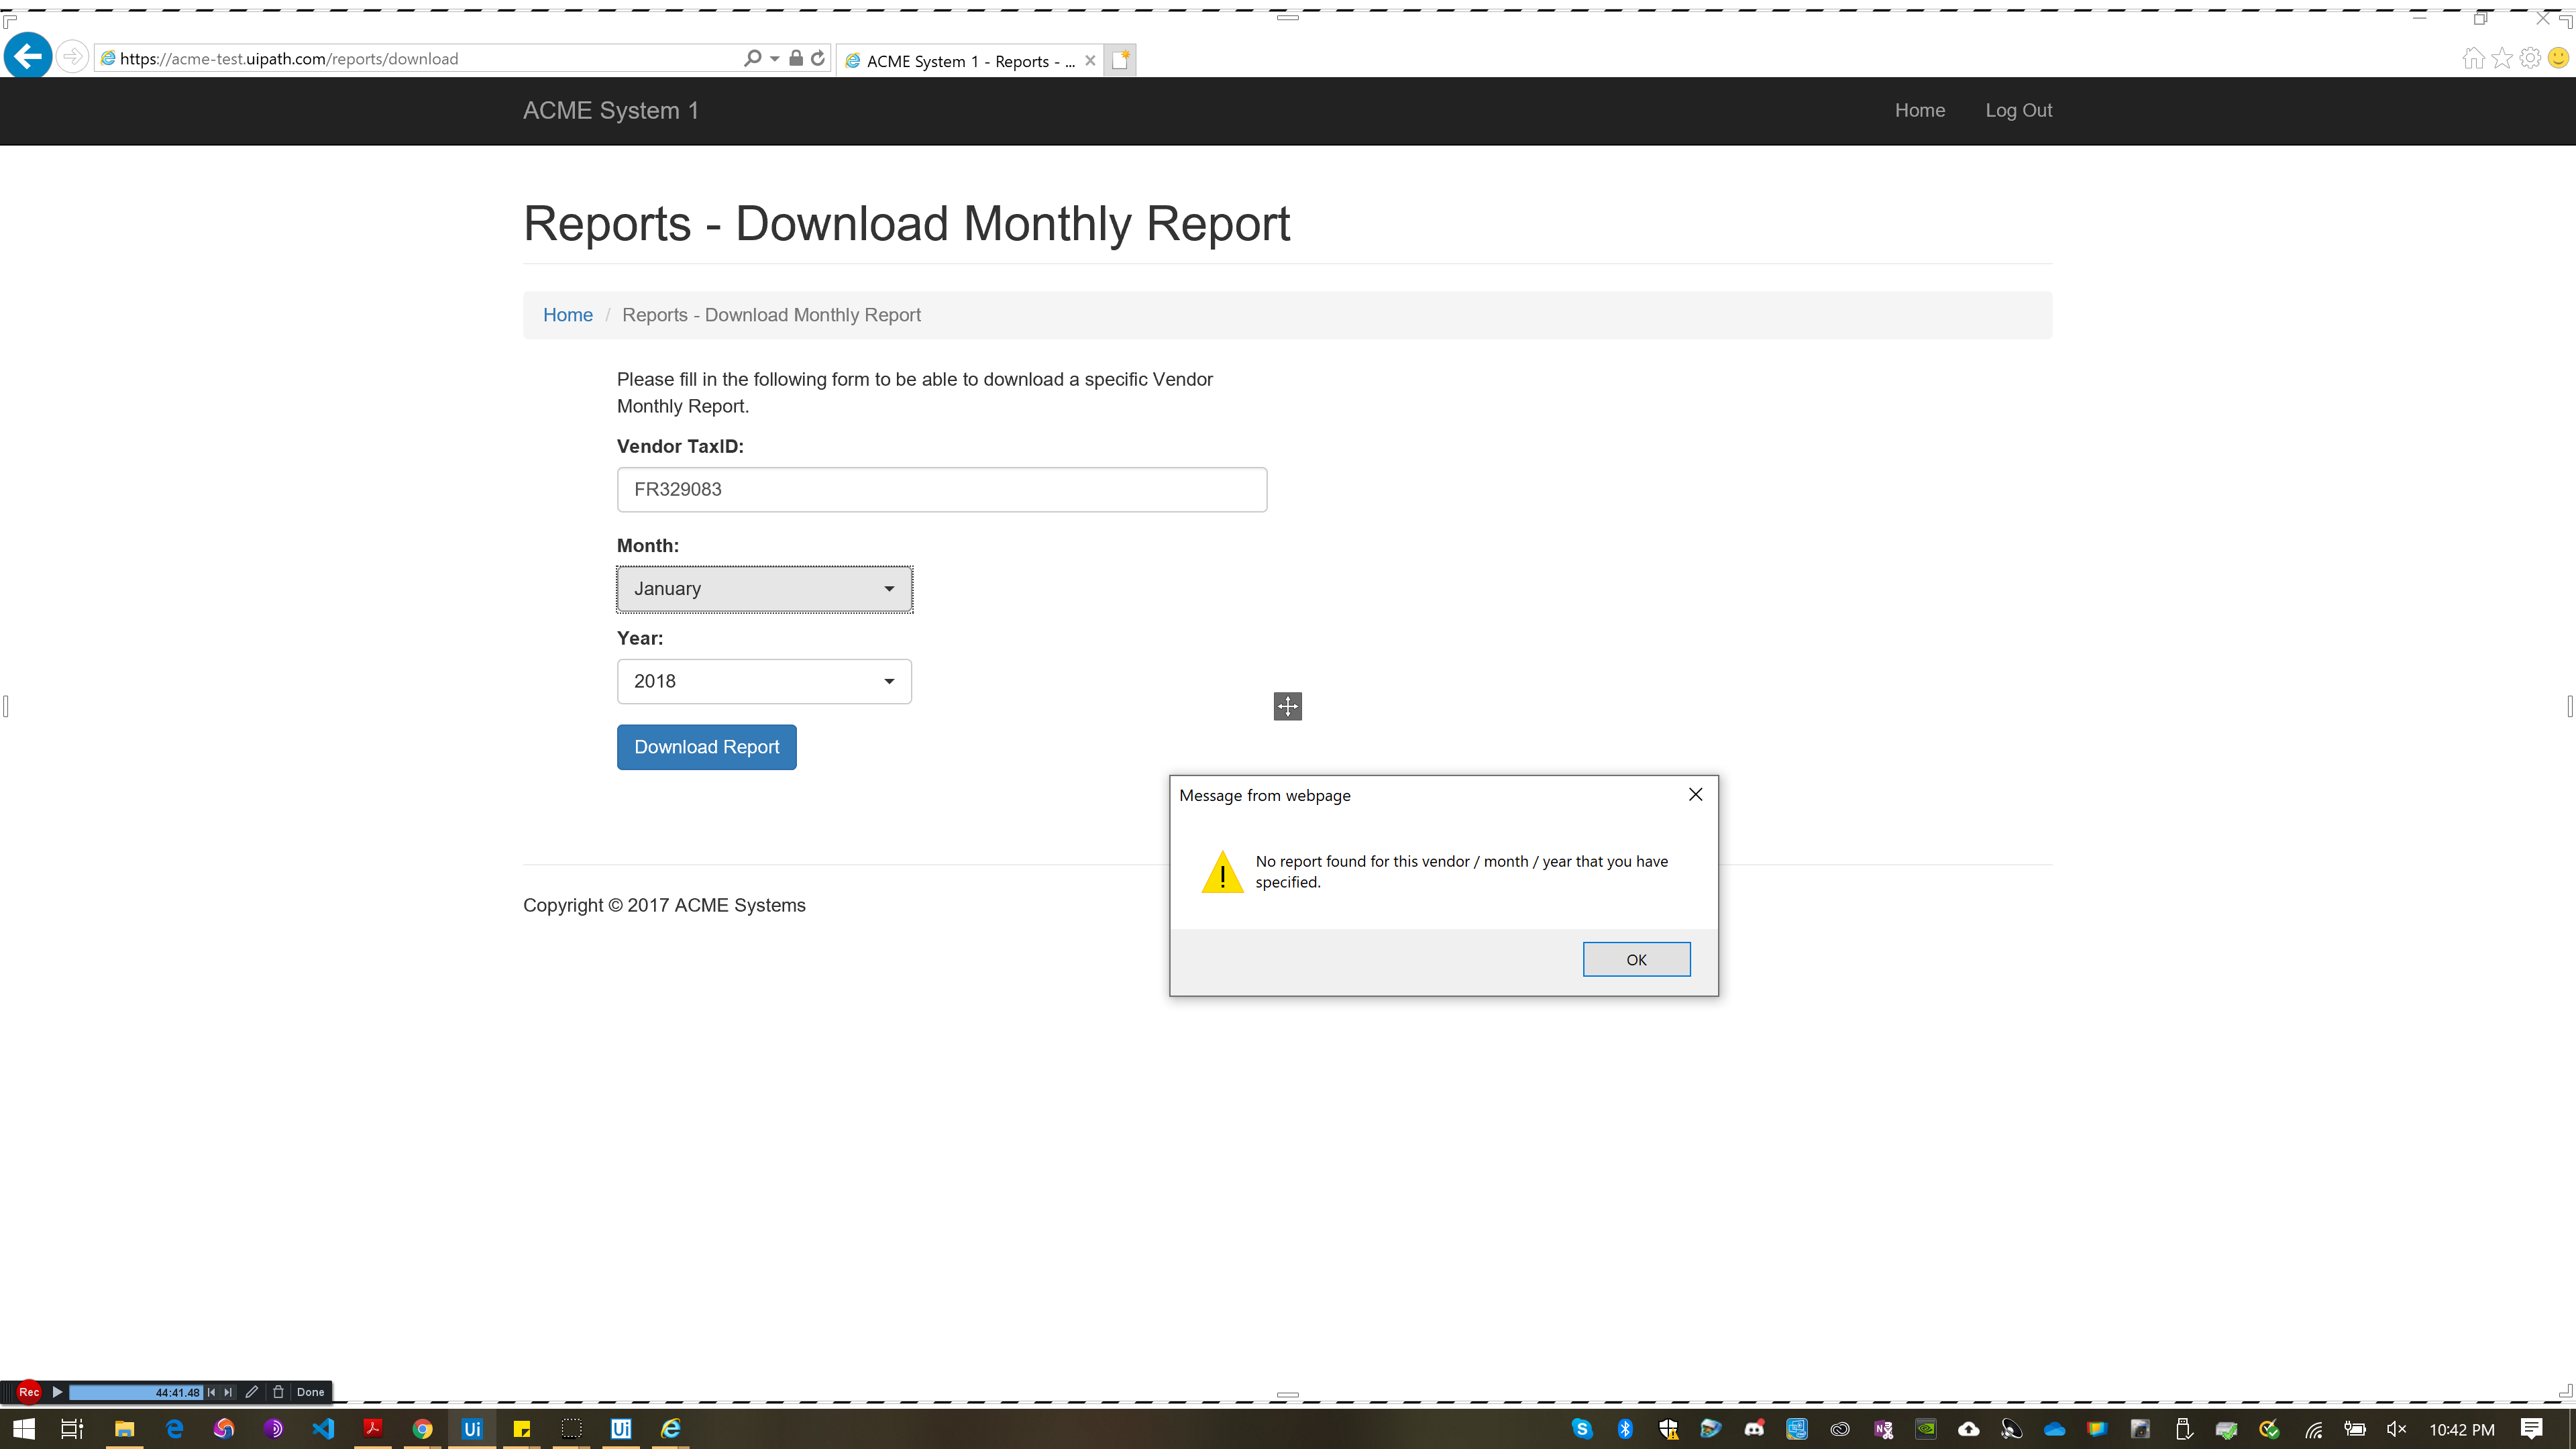 https://acme-test.uipath.com/reports/download
ACME System 1 - Reports - ...
ACME System 1
Home
Log Out
Reports - Download Monthly Report
Home / Reports - Download Monthly Report
Please fill in the following form to be able to download a specific Vendor
Monthly Report.
Vendor TaxID:
FR329083
Month:
January
Year:
2018
Download Report
Message from webpage
No report found for this vendor / month / year that you have
specified.
OK
Copyright © 2017 ACME Systems
Rec
44:41.48
Done
Ui
Ui
10:42 PM